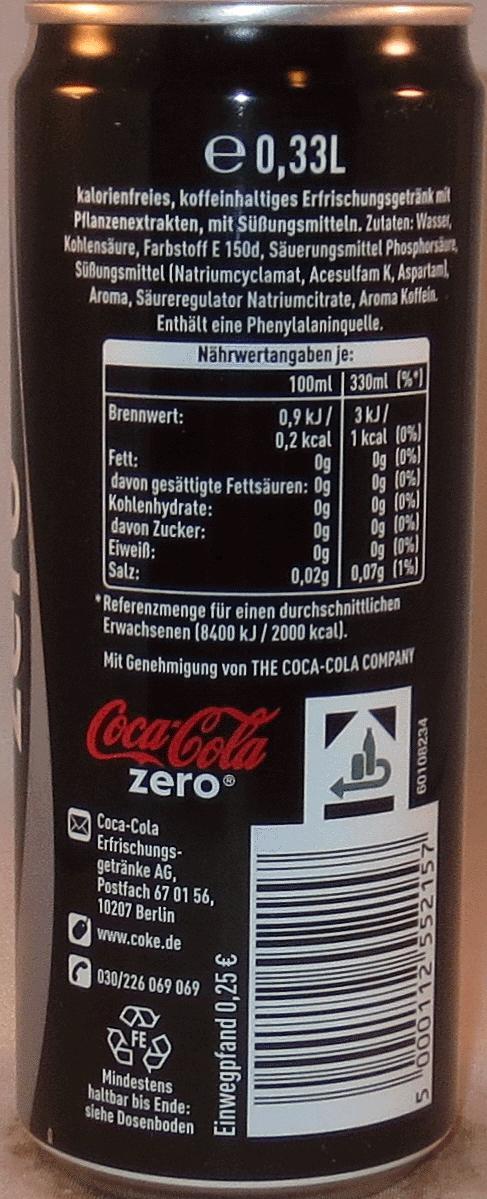 ℮ 0,33L
kalorienfreies, koffeinhaltiges Erfrischungsgetränk mit
Pflanzenextrakten, mit Süßungsmitteln. Zutaten: Wasser,
Kohlensäure, Farbstoff E 150d, Säuerungsmittel Phosphorsäure,
Süßungsmittel (Natriumcyclamat, Acesulfam K, Aspartam),
Aroma, Säureregulator Natriumcitrate, Aroma Koffein.
Enthält eine Phenylalaninquelle.
Nährwertangaben je:
100ml 330ml (%*)
Brennwert: 0,9 kJ/ 3 kJ/
0,2 kcal 1 kcal (0%)
Fett: 0g 0g (0%)
davon gesättigte Fettsäuren: 0g 0g (0%)
Kohlenhydrate: 0g 0g (0%)
davon Zucker: 0g 0g (0%)
Eiweiß: 0g 0g (0%)
Salz: 0,02g 0,07g (1%)
*Referenzmenge für einen durchschnittlichen
Erwachsenen (8400 kJ / 2000 kcal).
Mit Genehmigung von THE COCA-COLA COMPANY
Coca-Cola
zero®
60108234
Coca-Cola
Erfrischungs-
getränke AG,
Postfach 67 01 56,
10207 Berlin
www.coke.de
030/226 069 069
FE
Mindestens
haltbar bis Ende:
siehe Dosenboden
Einwegpfand 0,25 €
5 000112 552157